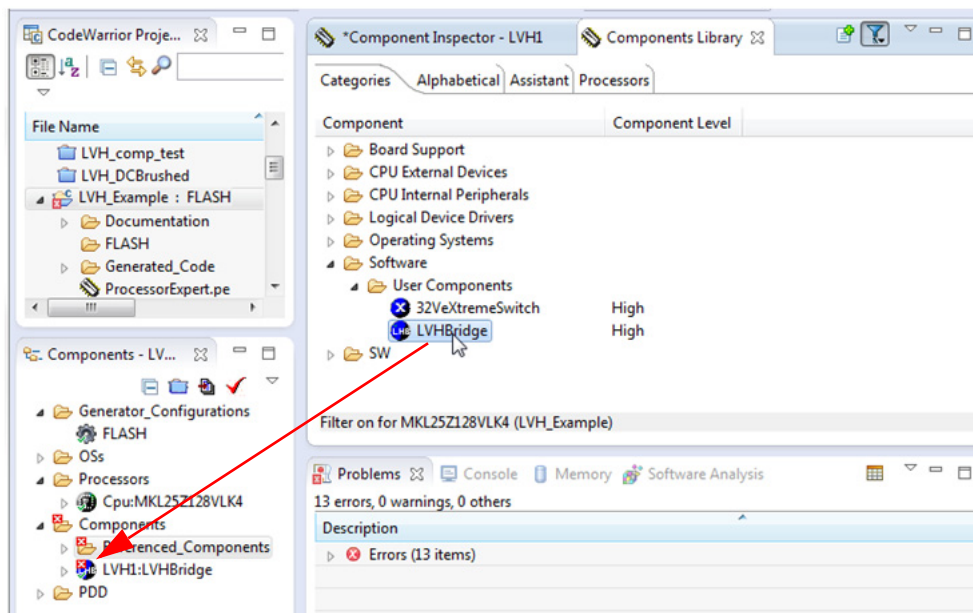 CodeWarrior Proje...
File Name
LVH_comp_test
LVH_DCBrushed
LVH_Example : FLASH
Documentation
FLASH
Generated_Code
ProcessorExpert.pe
Components - LV...
Generator_Configurations
FLASH
OSs
Processors
Cpu:MKL25Z128VLK4
Components
Referenced_Components
LVH1:LVHBridge
PDD
*Component Inspector - LVH1 Components Library
Categories Alphabetical Assistant Processors
Component Component Level
Board Support
CPU External Devices
CPU Internal Peripherals
Logical Device Drivers
Operating Systems
Software
User Components
32VeXtremeSwitch High
LVHBridge High
SW
Filter on for MKL25Z128VLK4 (LVH_Example)
Problems Console Memory Software Analysis
13 errors, 0 warnings, 0 others
Description
Errors (13 items)